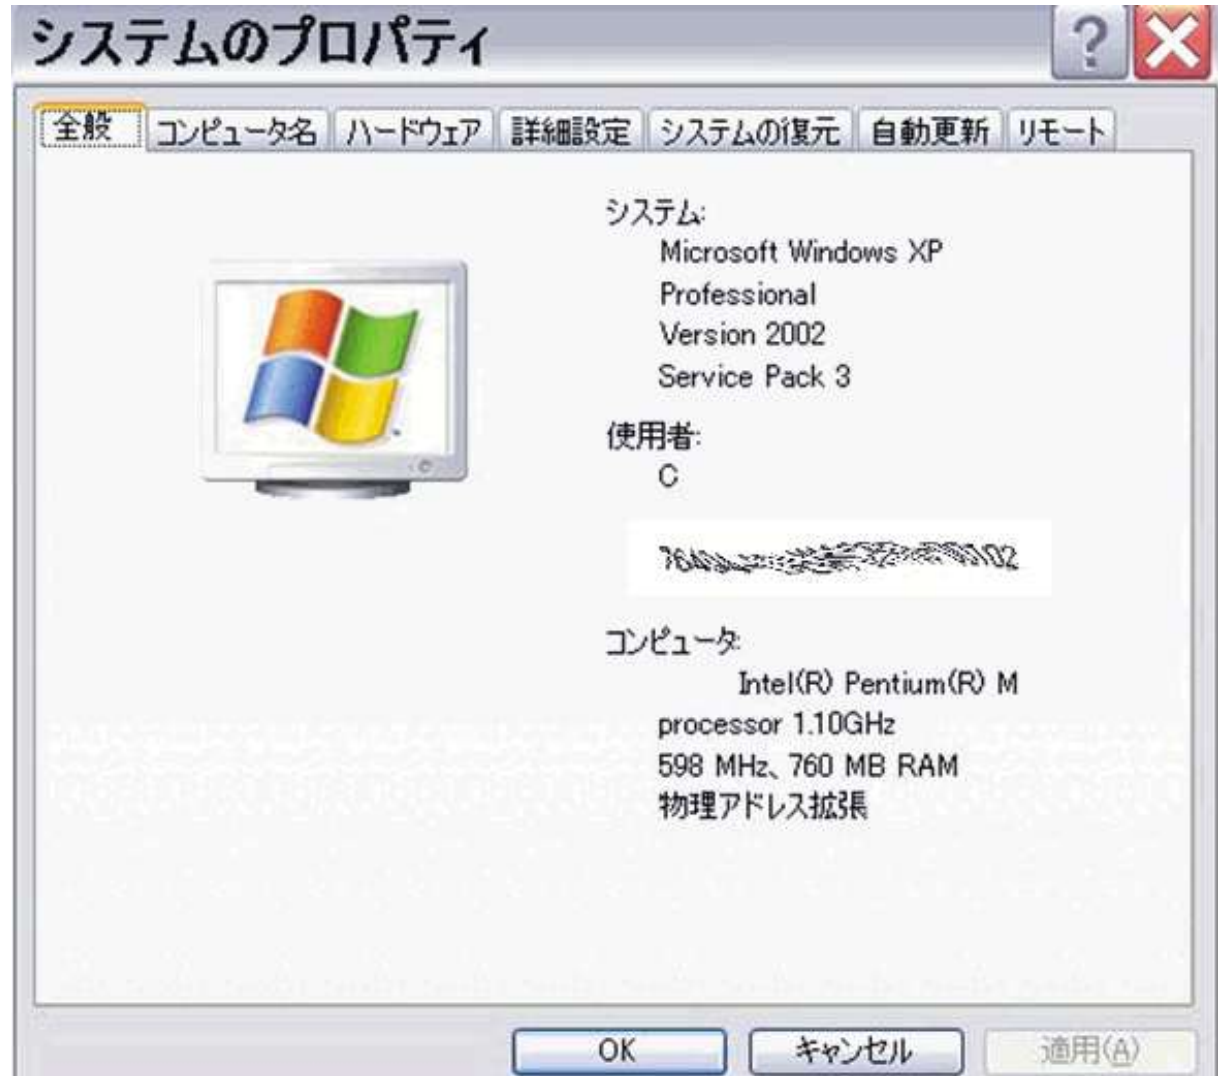 システムのプロパティ
全般 コンピュータ名 ハードウェア 詳細設定 システムの復元 自動更新 リモート
システム:
Microsoft Windows XP
Professional
Version 2002
Service Pack 3
使用者:
C
コンピュータ:
Intel(R) Pentium(R) M
processor 1.10GHz
598 MHz、760 MB RAM
物理アドレス拡張
OK キャンセル 適用(A)